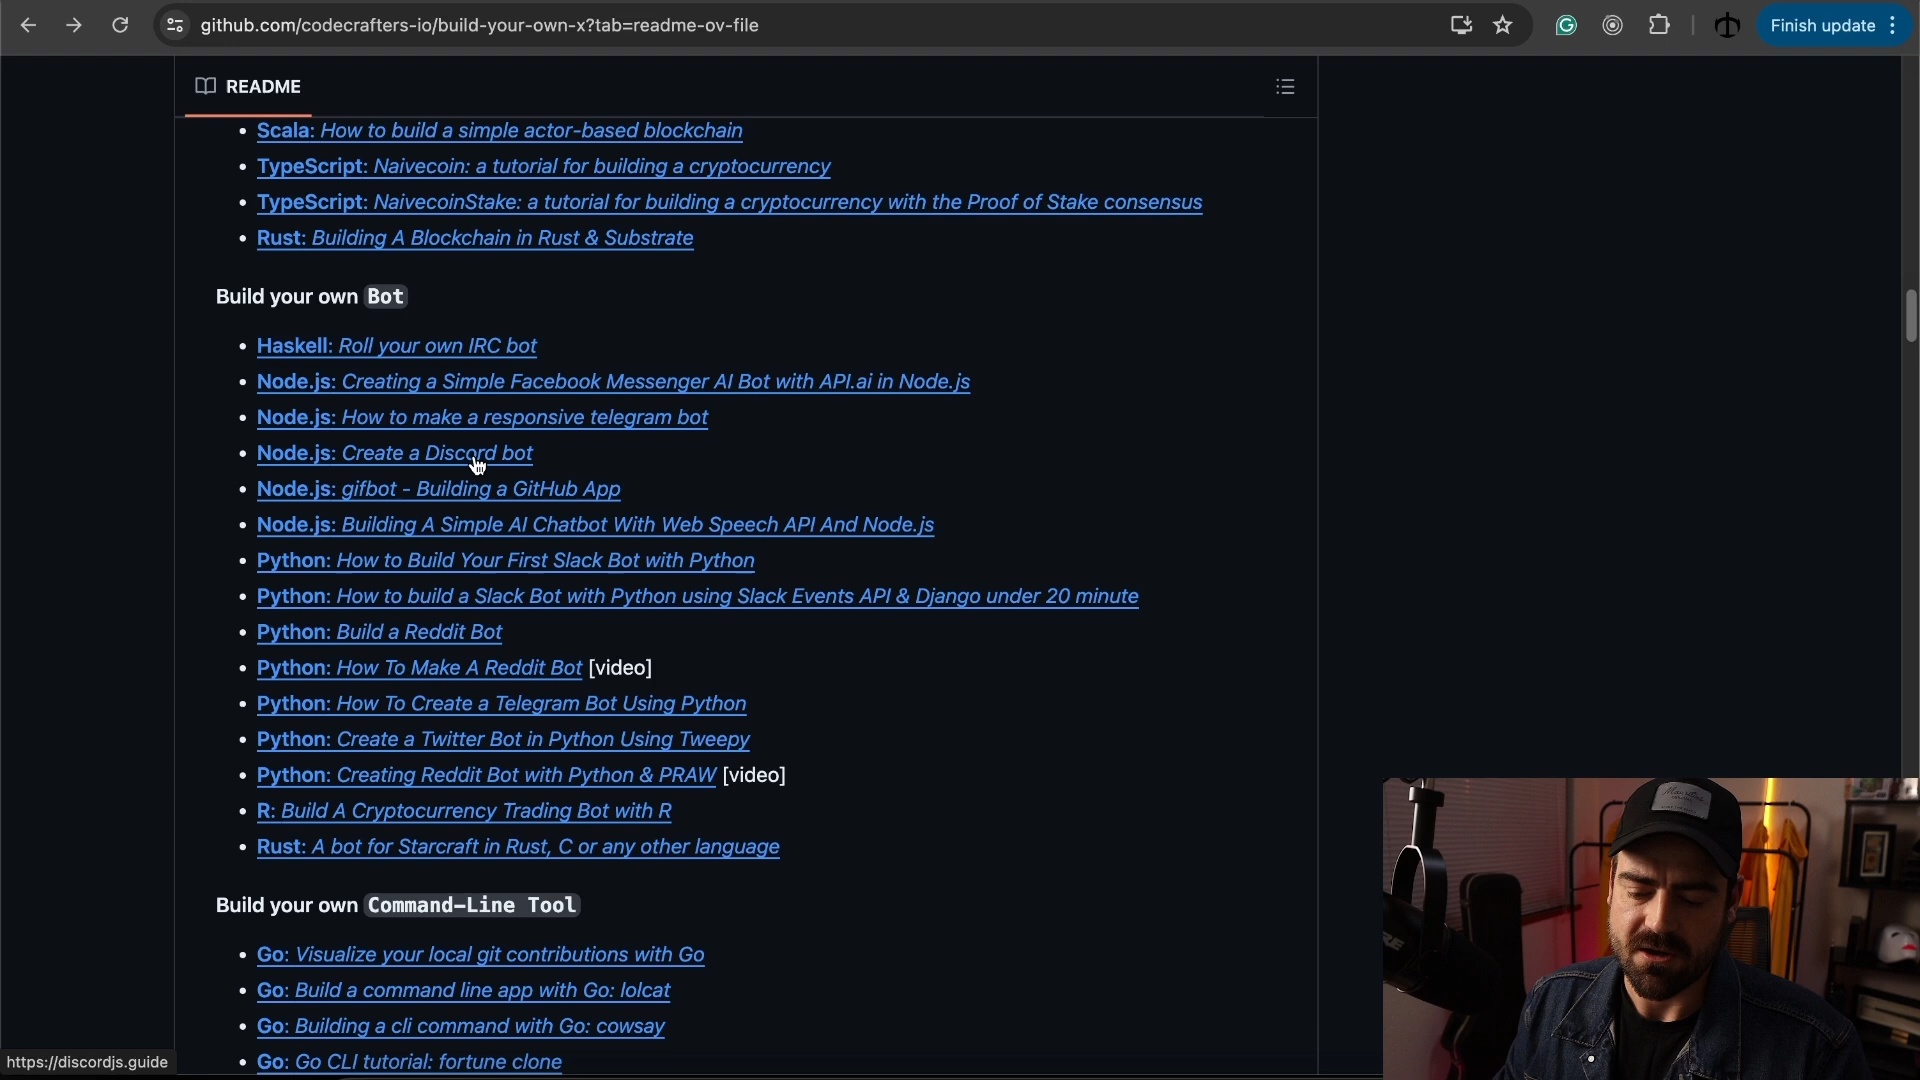 github.com/codecrafters-io/build-your-own-x?tab=readme-ov-file
Finish update
README
Scala: How to build a simple actor-based blockchain
TypeScript: Naivecoin: a tutorial for building a cryptocurrency
TypeScript: NaivecoinStake: a tutorial for building a cryptocurrency with the Proof of Stake consensus
Rust: Building A Blockchain in Rust & Substrate
Build your own Bot
Haskell: Roll your own IRC bot
Node.js: Creating a Simple Facebook Messenger AI Bot with API.ai in Node.js
Node.js: How to make a responsive telegram bot
Node.js: Create a Discord bot
Node.js: gifbot - Building a GitHub App
Node.js: Building A Simple AI Chatbot With Web Speech API And Node.js
Python: How to Build Your First Slack Bot with Python
Python: How to build a Slack Bot with Python using Slack Events API & Django under 20 minute
Python: Build a Reddit Bot
Python: How To Make A Reddit Bot [video]
Python: How To Create a Telegram Bot Using Python
Python: Create a Twitter Bot in Python Using Tweepy
Python: Creating Reddit Bot with Python & PRAW [video]
R: Build A Cryptocurrency Trading Bot with R
Rust: A bot for Starcraft in Rust, C or any other language
Build your own Command-Line Tool
Go: Visualize your local git contributions with Go
Go: Build a command line app with Go: lolcat
Go: Building a cli command with Go: cowsay
Go: Go CLI tutorial: fortune clone
https://discordjs.guide